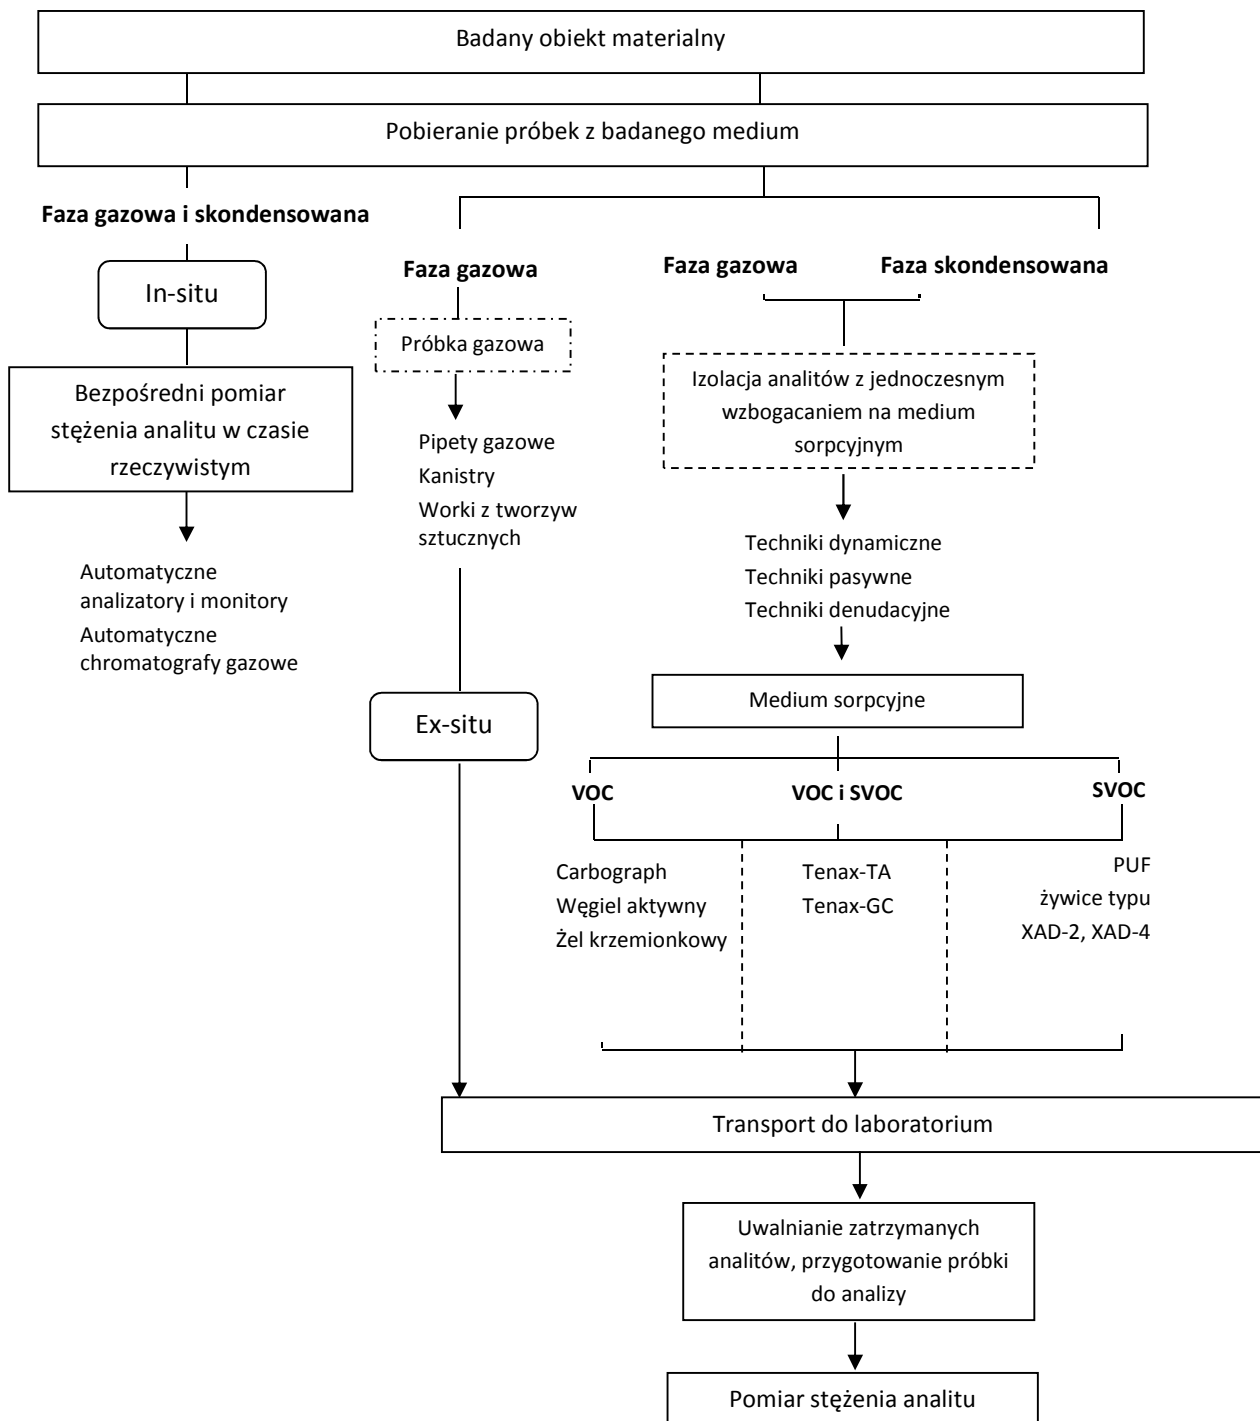 Badany obiekt materialny
Pobieranie próbek z badanego medium
Faza gazowa i skondensowana
In-situ
Bezpośredni pomiar
stężenia analitu w czasie
rzeczywistym
Automatyczne
analizatory i monitory
Automatyczne
chromatografy gazowe
Faza gazowa
Próbka gazowa
Pipety gazowe
Kanistry
Worki z tworzyw
sztucznych
Ex-situ
Faza gazowa
Faza skondensowana
Izolacja analitów z jednoczesnym
wzbogacaniem na medium
sorpcyjnym
Techniki dynamiczne
Techniki pasywne
Techniki denudacyjne
Medium sorpcyjne
VOC
Carbograph
Węgiel aktywny
Żel krzemionkowy
VOC i SVOC
Tenax-TA
Tenax-GC
SVOC
PUF
żywice typu
XAD-2, XAD-4
Transport do laboratorium
Uwalnianie zatrzymanych
analitów, przygotowanie próbki
do analizy
Pomiar stężenia analitu